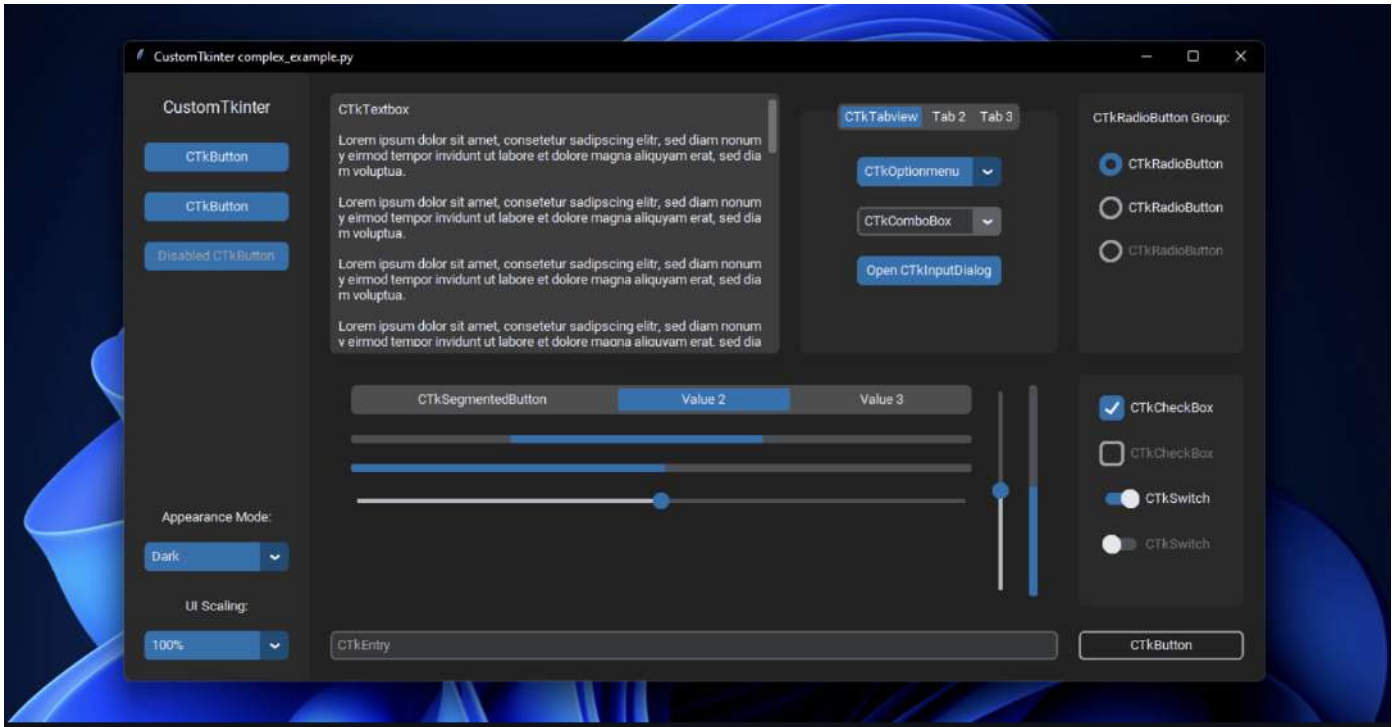 CustomTkinter complex_example.py
CustomTkinter
CTkButton
CTkButton
Disabled CTkButton
Appearance Mode:
Dark
UI Scaling:
100%
CTkTextbox
Lorem ipsum dolor sit amet, consetetur sadipscing elitr, sed diam nonum
y eirmod tempor invidunt ut labore et dolore magna aliquyam erat, sed dia
m voluptua.
Lorem ipsum dolor sit amet, consetetur sadipscing elitr, sed diam nonum
y eirmod tempor invidunt ut labore et dolore magna aliquyam erat, sed dia
m voluptua.
Lorem ipsum dolor sit amet, consetetur sadipscing elitr, sed diam nonum
y eirmod tempor invidunt ut labore et dolore magna aliquyam erat, sed dia
m voluptua.
Lorem ipsum dolor sit amet, consetetur sadipscing elitr, sed diam nonum
y eirmod tempor invidunt ut labore et dolore magna aliquyam erat, sed dia
CTkTabview Tab 2 Tab 3
CTkOptionmenu
CTkComboBox
Open CTkInputDialog
CTkRadioButton Group:
CTkRadioButton
CTkRadioButton
CTkRadioButton
CTkSegmentedButton Value 2 Value 3
CTkCheckBox
CTkCheckBox
CTkSwitch
CTkSwitch
CTkEntry
CTkButton